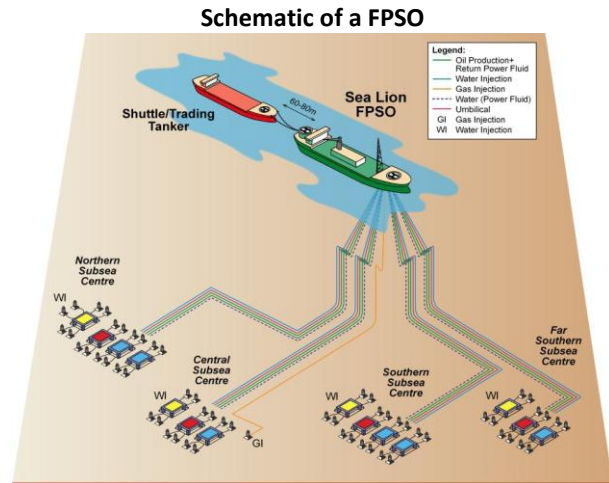 Schematic of a FPSO
Legend:
Oil Production+
Return Power Fluid
Water Injection
Gas Injection
Water (Power Fluid)
Umbilical
GI Gas Injection
WI Water Injection
60-80m
Sea Lion
FPSO
Shuttle/Trading
Tanker
Northern
Subsea
Centre
WI
Central
Subsea
Centre
WI
GI
Southern
Subsea
Centre
WI
Far
Southern
Subsea
Centre
WI